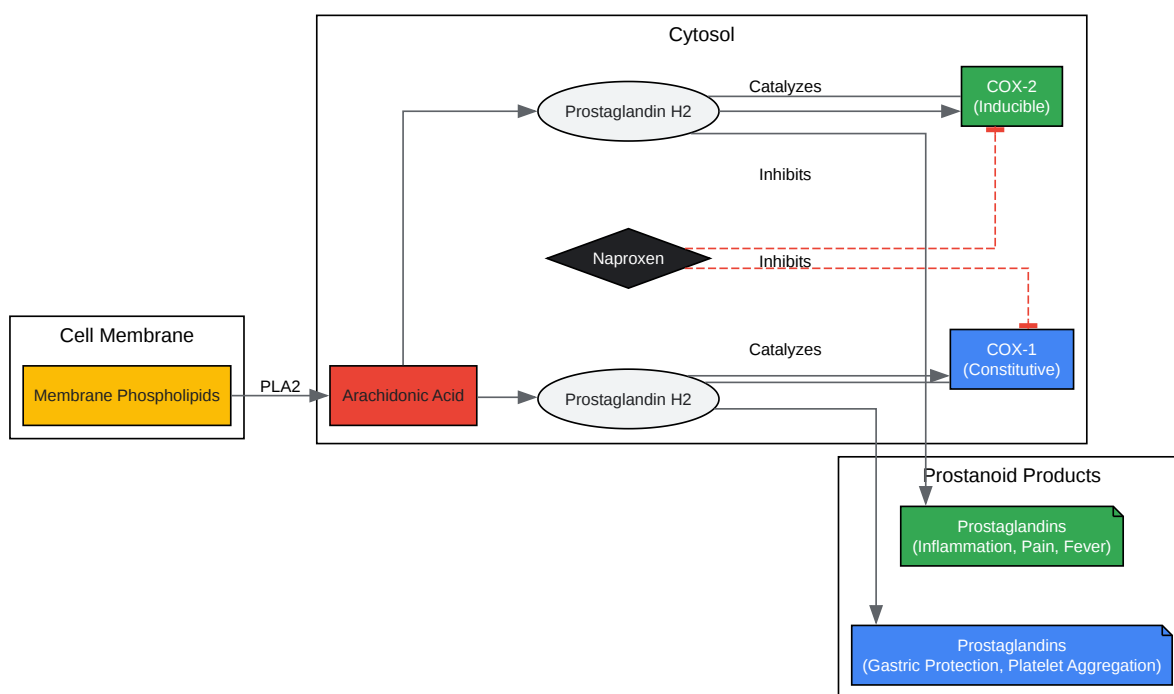 Cytosol
Catalyzes
COX-2
(Inducible)
Prostaglandin H2
Inhibits
Naproxen
Inhibits
Cell Membrane
Membrane Phospholipids
PLA2
Arachidonic Acid
Catalyzes
Prostaglandin H2
COX-1
(Constitutive)
Prostanoid Products
Prostaglandins
(Inflammation, Pain, Fever)
Prostaglandins
(Gastric Protection, Platelet Aggregation)